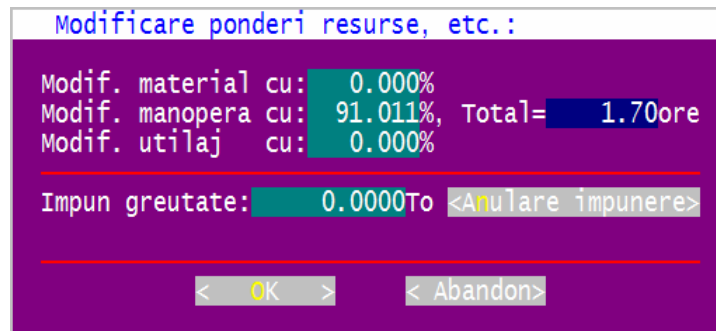 Modificare ponderi resurse, etc.:
Modif. material cu: 0.000%
Modif. manopera cu: 91.011%, Total= 1.70ore
Modif. utilaj cu: 0.000%
Impun greutate: 0.0000To <Anulare impunere>
< OK > < Abandon>